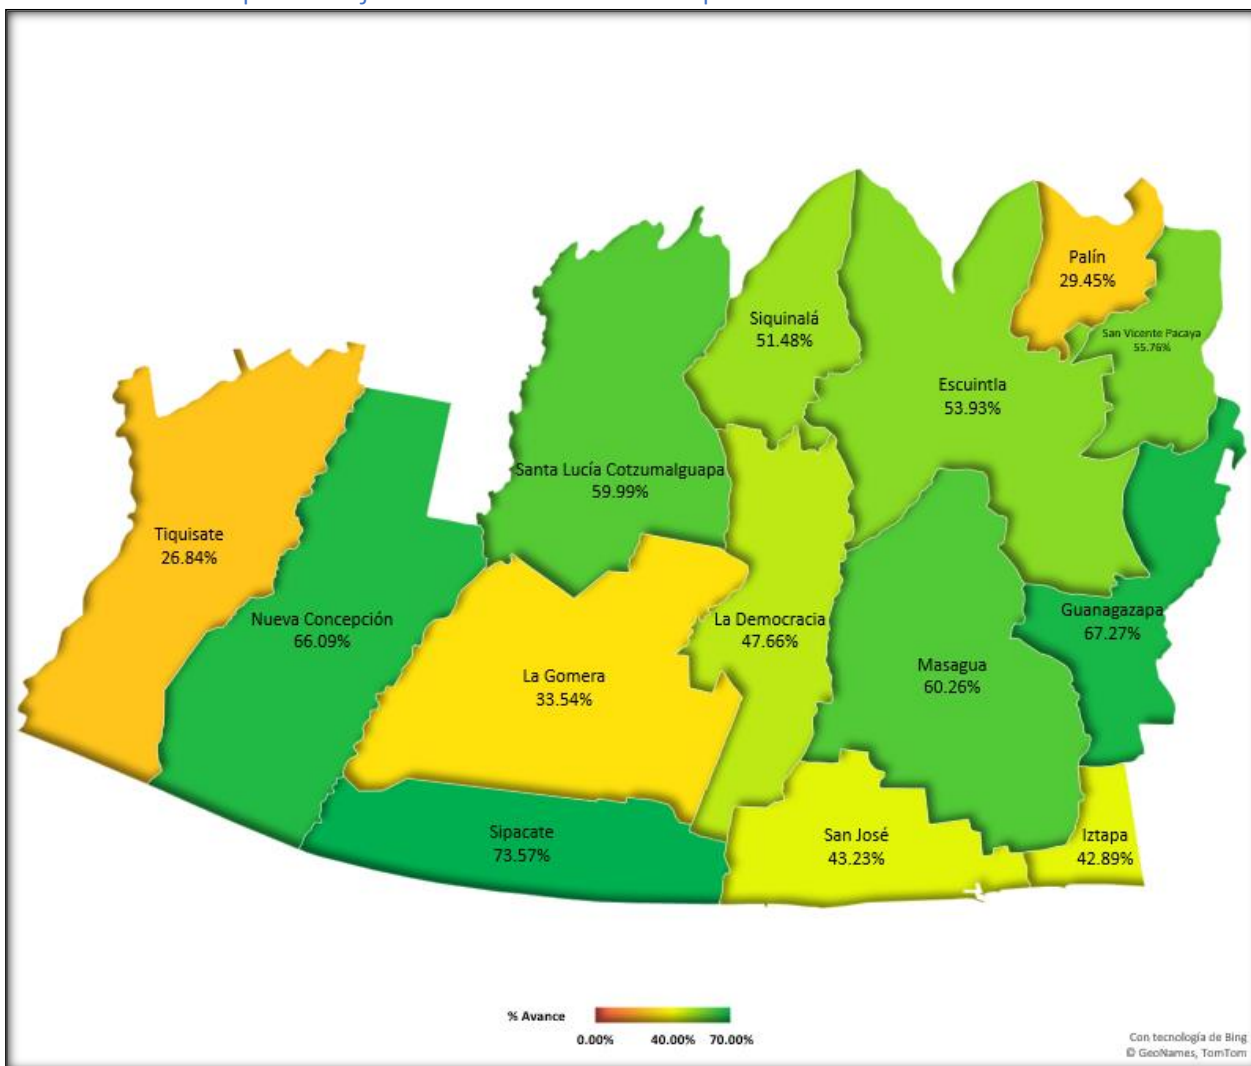 Palín
29.45%
San Vicente Pacaya
55.76%
Siquinalá
51.48%
Escuintla
53.93%
Santa Lucía Cotzumalguapa
59.99%
Tiquisate
26.84%
Nueva Concepción
66.09%
La Gomera
33.54%
La Democracia
47.66%
Masagua
60.26%
Guanagazapa
67.27%
Sipacate
73.57%
San José
43.23%
Iztapa
42.89%
% Avance
0.00% 40.00% 70.00%
Con tecnología de Bing
© GeoNames, TomTom